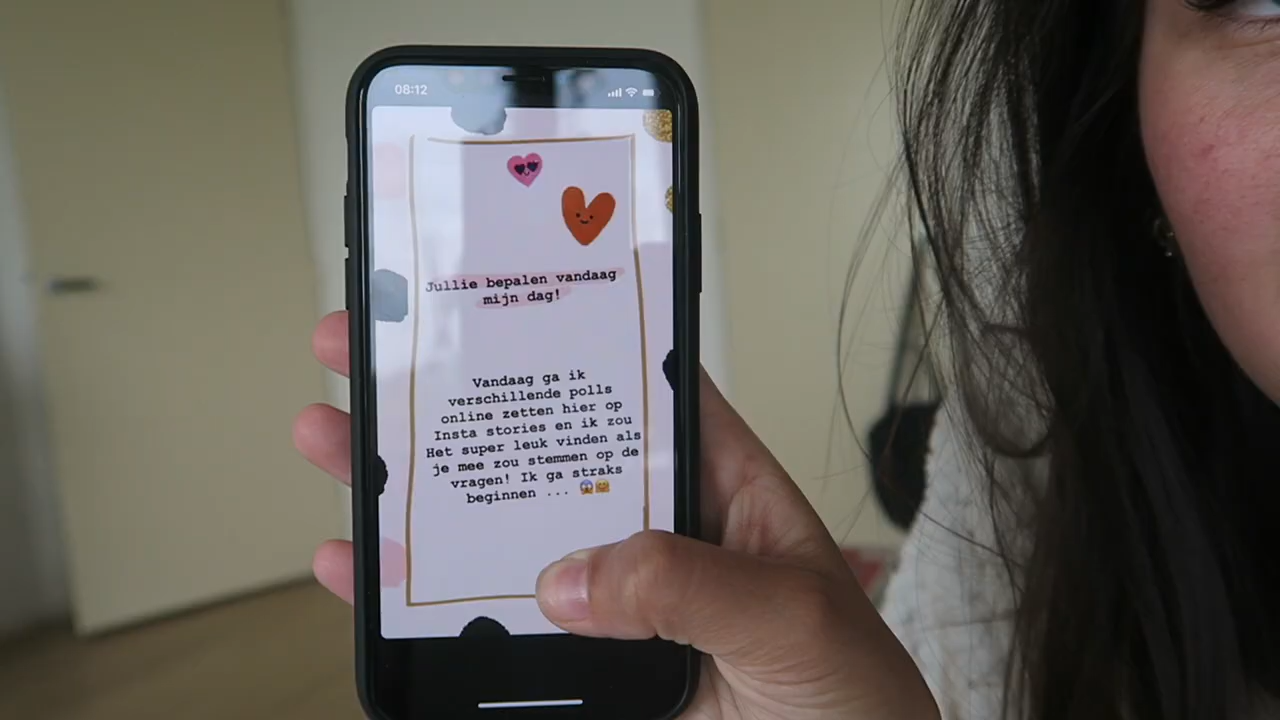 08:12
Jullie bepalen vandaag
mijn dag!
Vandaag ga ik
verschillende polls
online zetten hier op
Insta stories en ik zou
Het super leuk vinden als
je mee zou stemmen op de
vragen! Ik ga straks
beginnen ... 😱🤗